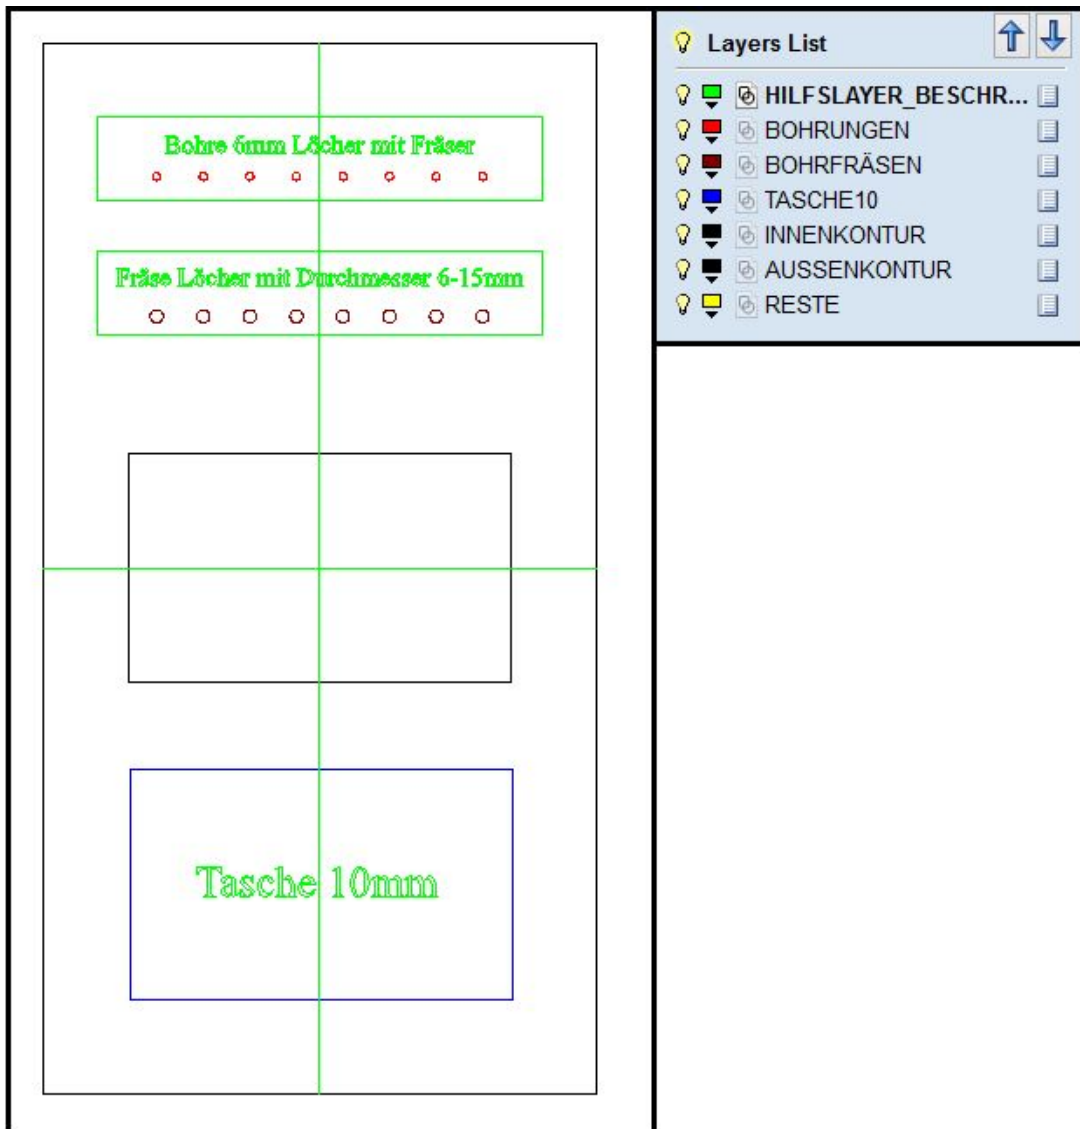 Bohre 6mm Löcher mit Fräser
Fräse Löcher mit Durchmesser 6-15mm
Tasche 10mm
Layers List
HILFSLAYER_BESCHR...
BOHRUNGEN
BOHRFRÄSEN
TASCHE10
INNENKONTUR
AUSSENKONTUR
RESTE